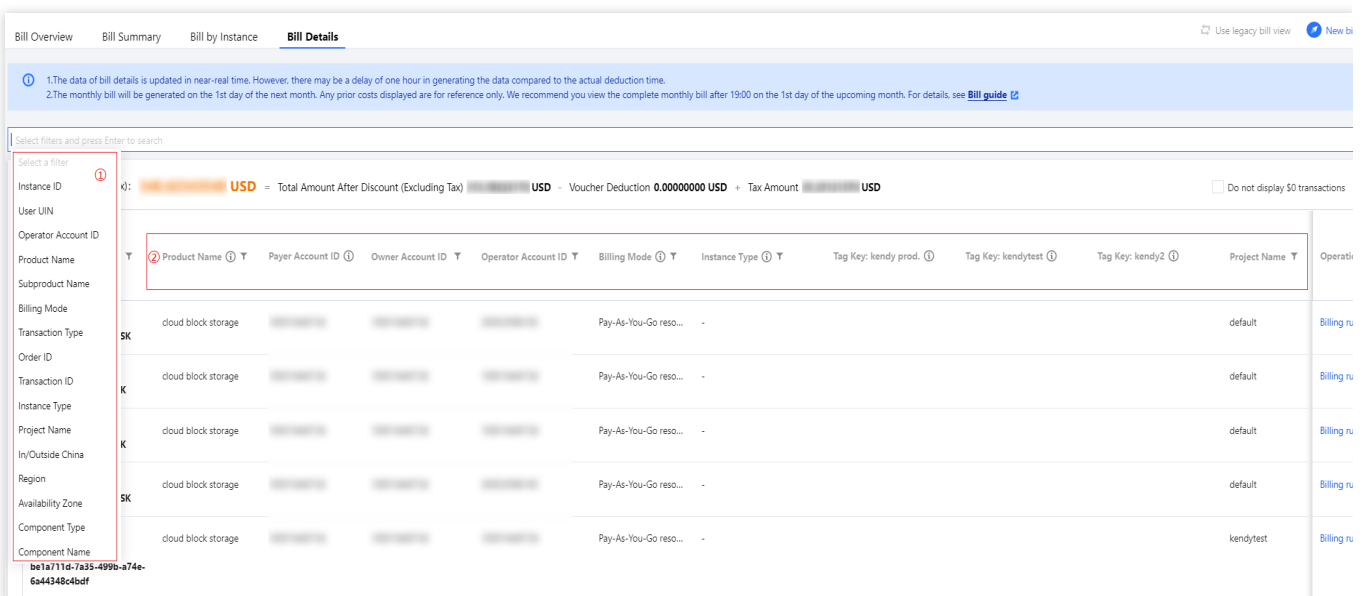 Bill Overview Bill Summary Bill by Instance Bill Details Use legacy bill view New bi
1.The data of bill details is updated in near-real time. However, there may be a delay of one hour in generating the data compared to the actual deduction time.
2.The monthly bill will be generated on the 1st day of the next month. Any prior costs displayed are for reference only. We recommend you view the complete monthly bill after 19:00 on the 1st day of the upcoming month. For details, see Bill guide
Select filters and press Enter to search
Select a filter
①
Instance ID
User UIN
Operator Account ID
Product Name
Subproduct Name
Billing Mode
Transaction Type
Order ID
Transaction ID
Instance Type
Project Name
In/Outside China
Region
Availability Zone
Component Type
Component Name
): USD = Total Amount After Discount (Excluding Tax) USD - Voucher Deduction 0.00000000 USD + Tax Amount USD Do not display $0 transactions
② Product Name Payer Account ID Owner Account ID Operator Account ID Billing Mode Instance Type Tag Key: kendy prod. Tag Key: kendytest Tag Key: kendy2 Project Name Operatio
cloud block storage Pay-As-You-Go reso... - default Billing ru
SK
cloud block storage Pay-As-You-Go reso... - default Billing ru
K
cloud block storage Pay-As-You-Go reso... - default Billing ru
K
cloud block storage Pay-As-You-Go reso... - default Billing ru
SK
cloud block storage Pay-As-You-Go reso... - kendytest Billing ru
be1a711d-7a35-499b-a74e-
6a44348c4bdf